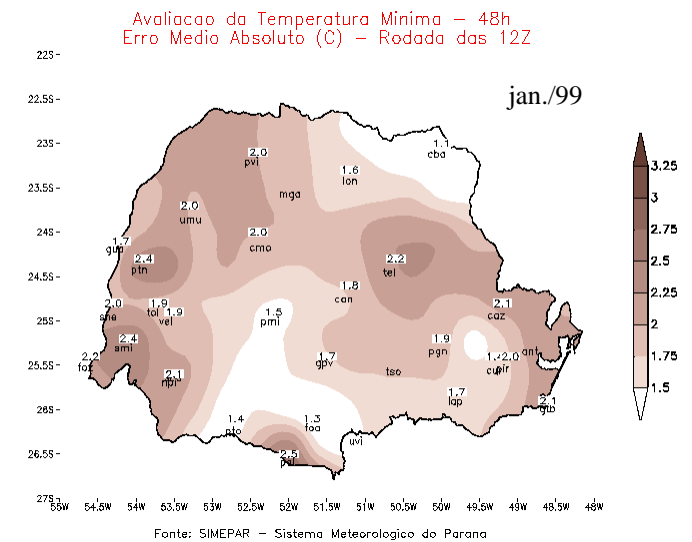 Avaliacao da Temperatura Minima – 48h
Erro Medio Absoluto (C) – Rodada das 12Z
jan./99
22S
22.5S
23S
23.5S
24S
24.5S
25S
25.5S
26S
26.5S
27S
1.1
cba
2.0
pvi
1.6
lon
mga
2.0
umu
2.0
cmo
1.7
gua
2.4
ptn
2.2
tel
1.8
can
2.0
she
1.9
tol
1.9
vel
1.5
pmi
2.1
caz
2.4
smi
1.9
pgn
2.0
pir
ant
2.2
foz
2.1
npi
1.7
gpv
tso
1.7
lap
2.1
gtb
1.4
pto
1.3
foa
uvi
2.5
pal
3.25
3
2.75
2.5
2.25
2
1.75
1.5
55W 54.5W 54W 53.5W 53W 52.5W 52W 51.5W 51W 50.5W 50W 49.5W 49W 48.5W 48W
Fonte: SIMEPAR – Sistema Meteorologico do Parana